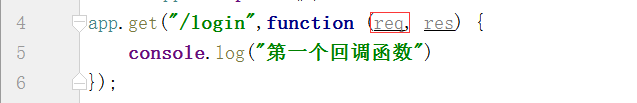 4 app.get("/login",function (req, res) {
5 console.log("第一个回调函数")
6 });